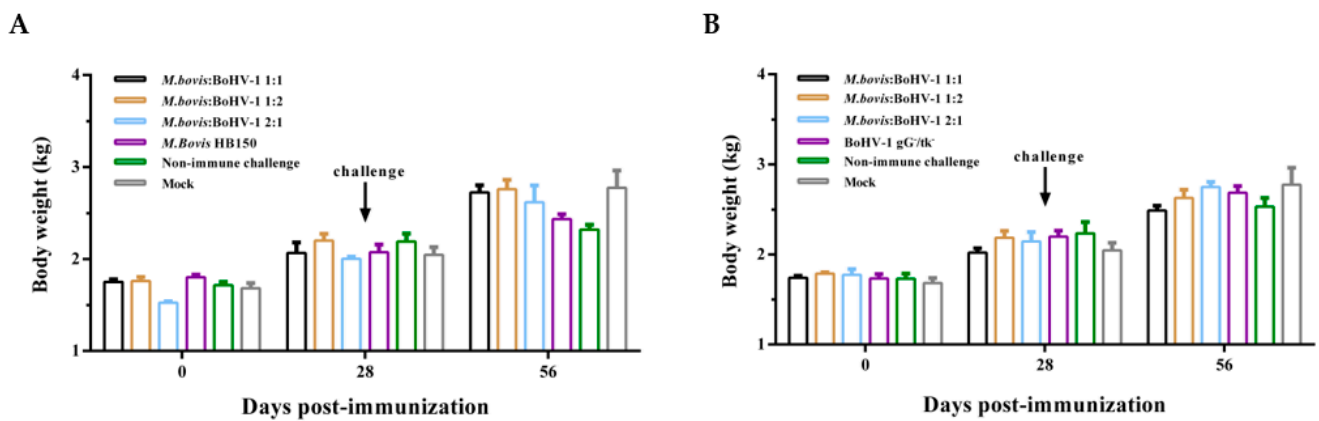 A
Body weight (kg)
4
3
2
1
M.bovis:BoHV-1 1:1
M.bovis:BoHV-1 1:2
M.bovis:BoHV-1 2:1
M.Bovis HB150
Non-immune challenge
Mock
challenge
0 28 56
Days post-immunization
B
Body weight (kg)
4
3
2
1
M.bovis:BoHV-1 1:1
M.bovis:BoHV-1 1:2
M.bovis:BoHV-1 2:1
BoHV-1 gG⁻/tk⁻
Non-immune challenge
Mock
challenge
0 28 56
Days post-immunization